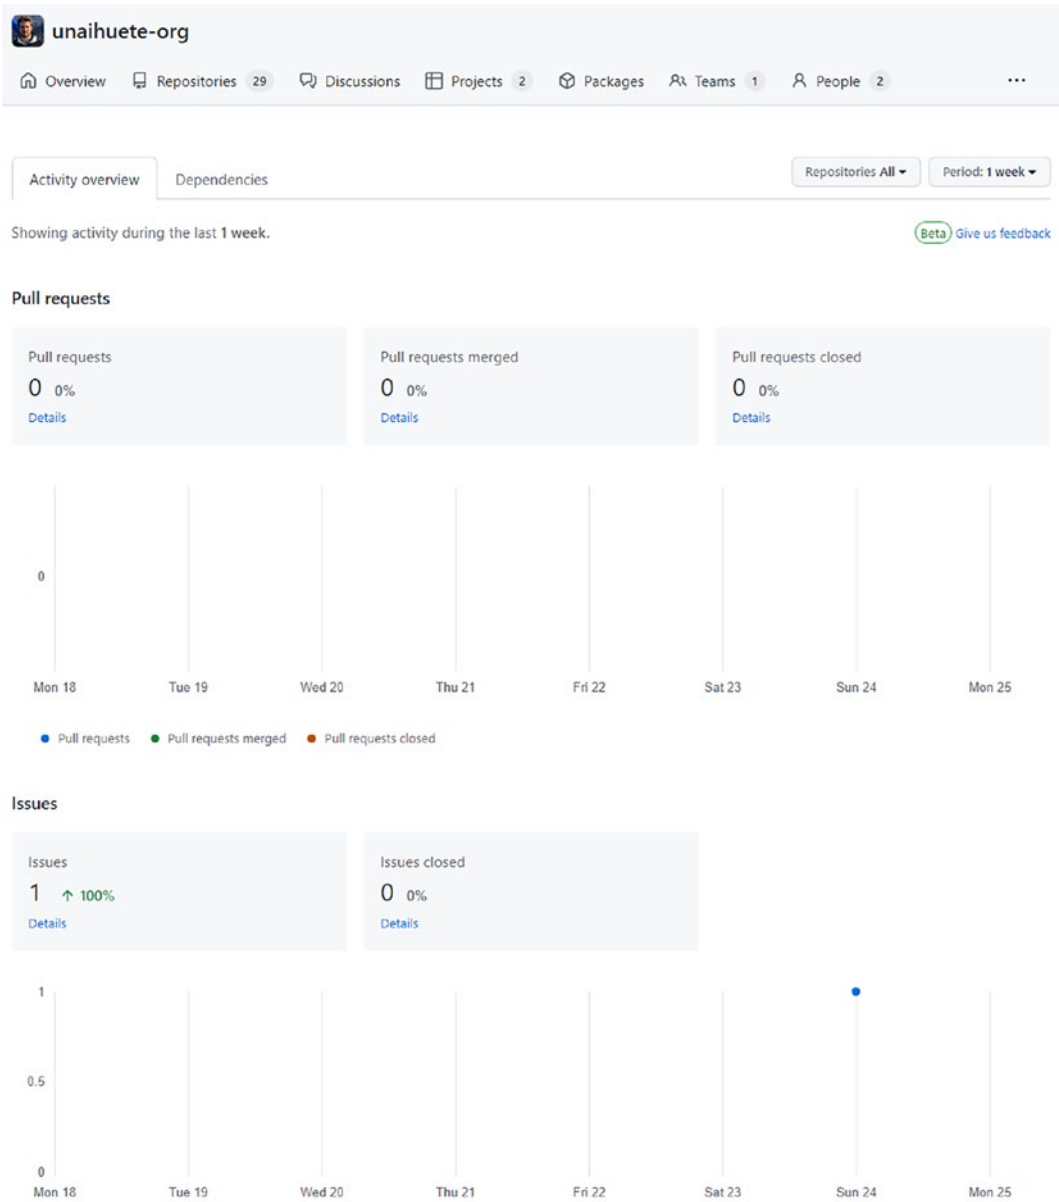 unaihuete-org
Overview Repositories 29 Discussions Projects 2 Packages Teams 1 People 2 ...
Activity overview Dependencies Repositories All Period: 1 week
Showing activity during the last 1 week. Beta Give us feedback
Pull requests
Pull requests Pull requests merged Pull requests closed
0 0% 0 0% 0 0%
Details Details Details
0
Mon 18 Tue 19 Wed 20 Thu 21 Fri 22 Sat 23 Sun 24 Mon 25
Pull requests Pull requests merged Pull requests closed
Issues
Issues Issues closed
1 ↑ 100% 0 0%
Details Details
1
0.5
0
Mon 18 Tue 19 Wed 20 Thu 21 Fri 22 Sat 23 Sun 24 Mon 25